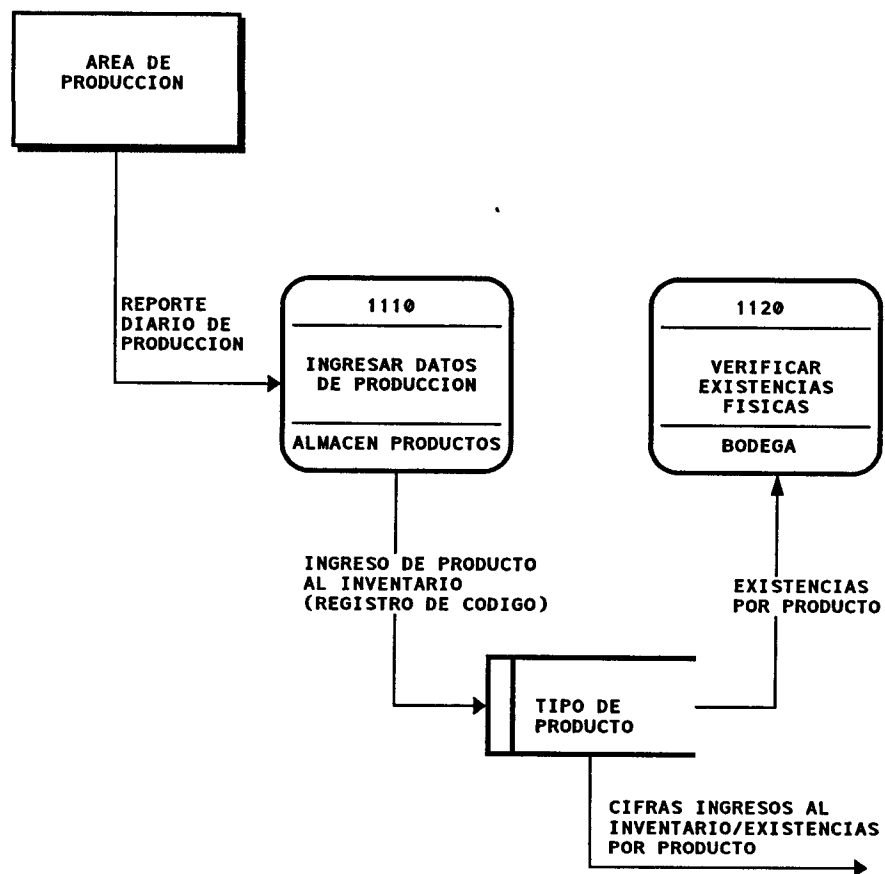 AREA DE
PRODUCCION
REPORTE
DIARIO DE
PRODUCCION
1110
INGRESAR DATOS
DE PRODUCCION
ALMACEN PRODUCTOS
1120
VERIFICAR
EXISTENCIAS
FISICAS
BODEGA
INGRESO DE PRODUCTO
AL INVENTARIO
(REGISTRO DE CODIGO)
EXISTENCIAS
POR PRODUCTO
TIPO DE
PRODUCTO
CIFRAS INGRESOS AL
INVENTARIO/EXISTENCIAS
POR PRODUCTO